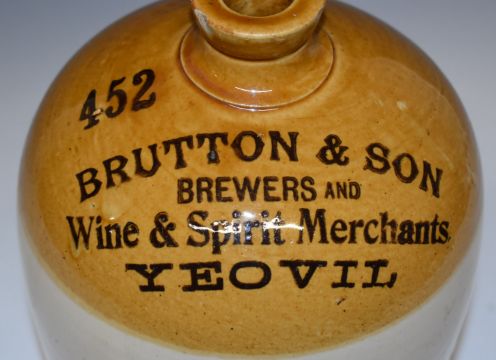 452
BRUTTON & SON
BREWERS AND
Wine & Spirit Merchants
YEOVIL